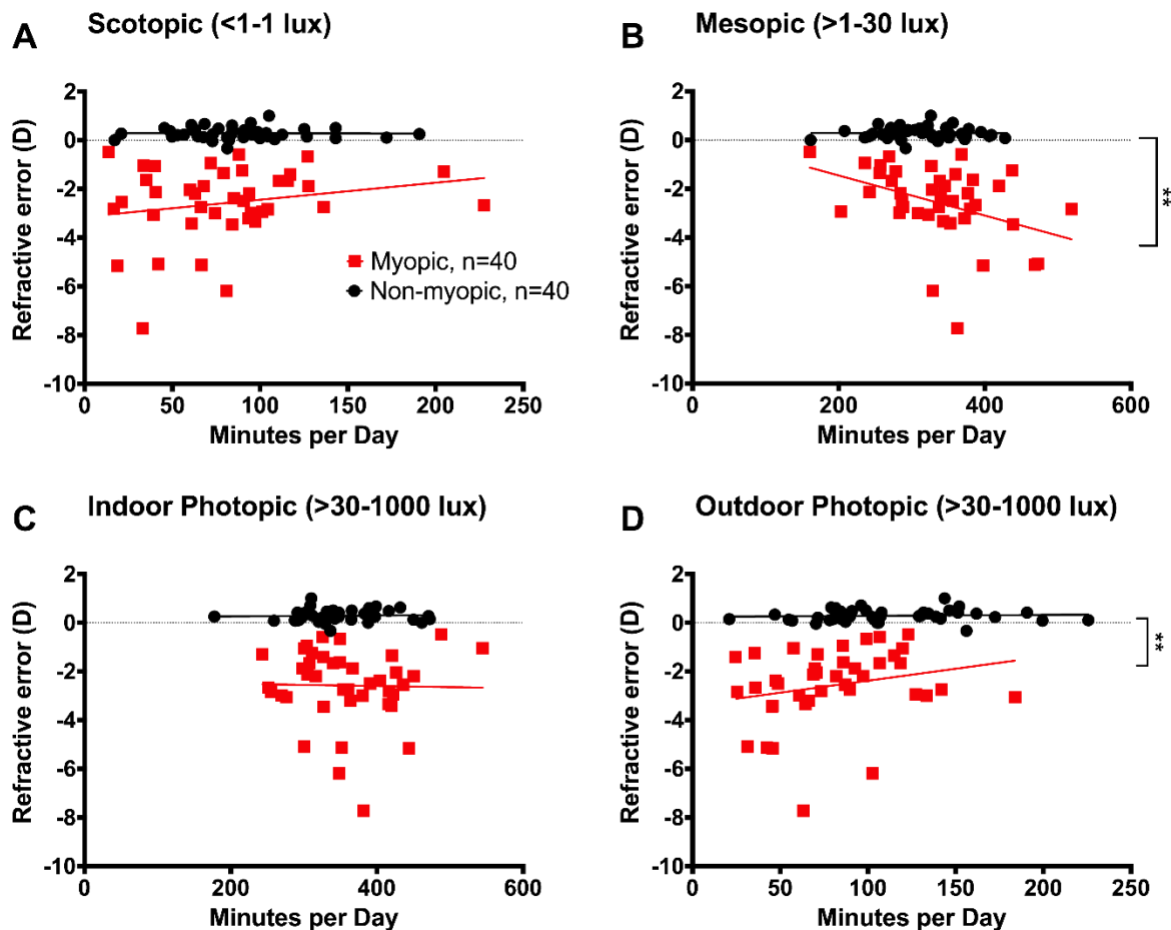 A Scotopic (<1-1 lux)
2
0
-2
-4
-6
-8
-10
Refractive error (D)
0 50 100 150 200 250
Minutes per Day
Myopic, n=40
Non-myopic, n=40
B Mesopic (>1-30 lux)
2
0
-2
-4
-6
-8
-10
Refractive error (D)
0 200 400 600
Minutes per Day
**
C Indoor Photopic (>30-1000 lux)
2
0
-2
-4
-6
-8
-10
Refractive error (D)
0 200 400 600
Minutes per Day
D Outdoor Photopic (>30-1000 lux)
2
0
-2
-4
-6
-8
-10
Refractive error (D)
0 50 100 150 200 250
Minutes per Day
**